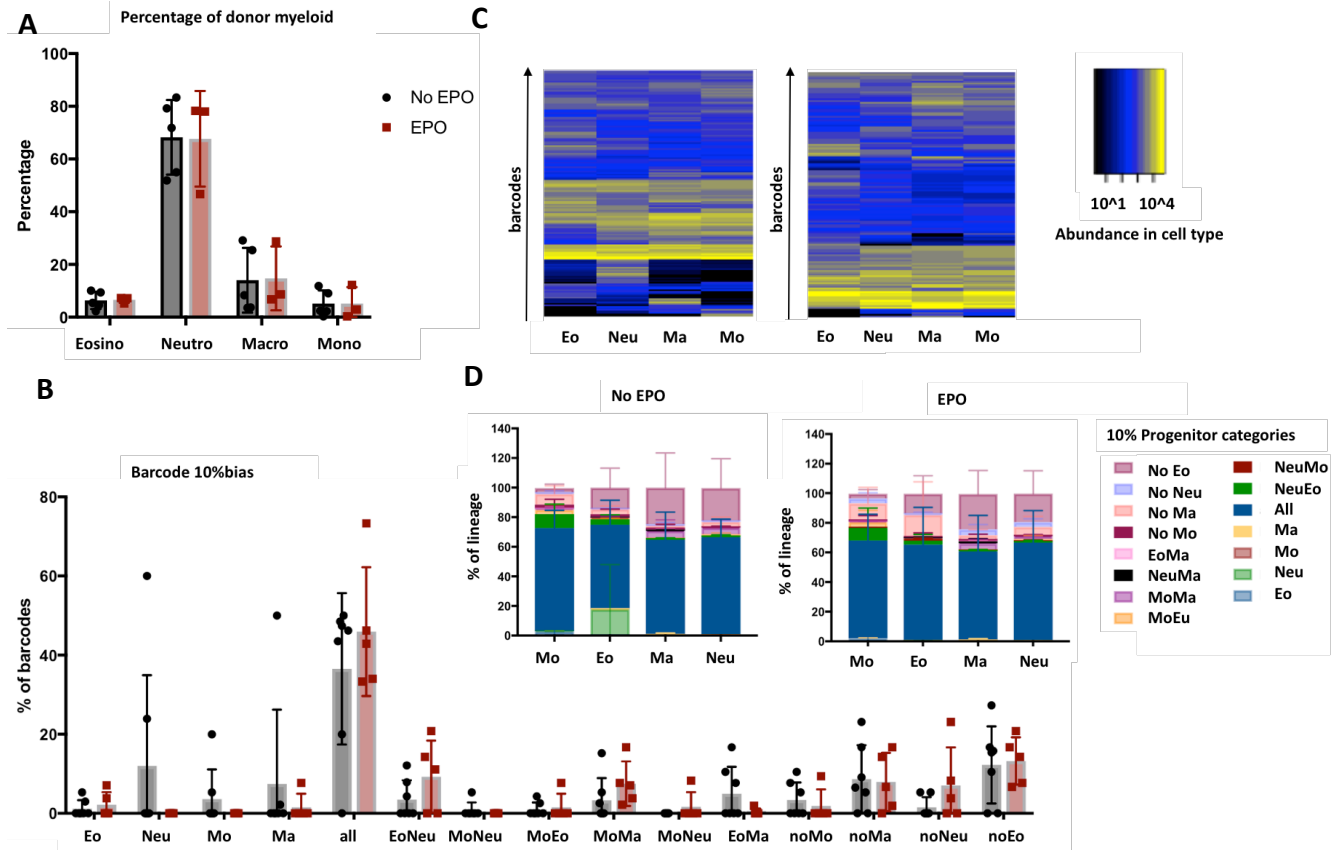 A
Percentage of donor myeloid
Percentage
100
80
60
40
20
0
No EPO
EPO
Eosino
Neutro
Macro
Mono
C
barcodes
Eo
Neu
Ma
Mo
barcodes
Eo
Neu
Ma
Mo
10^1
10^4
Abundance in cell type
B
Barcode 10%bias
% of barcodes
80
60
40
20
0
Eo
Neu
Mo
Ma
all
EoNeu
MoNeu
MoEo
MoMa
MoNeu
EoMa
noMo
noMa
noNeu
noEo
D
No EPO
% of lineage
140
120
100
80
60
40
20
0
Mo
Eo
Ma
Neu
EPO
% of lineage
140
120
100
80
60
40
20
0
Mo
Eo
Ma
Neu
10% Progenitor categories
No Eo
No Neu
No Ma
No Mo
EoMa
NeuMa
MoMa
MoEu
NeuMo
NeuEo
All
Ma
Mo
Neu
Eo